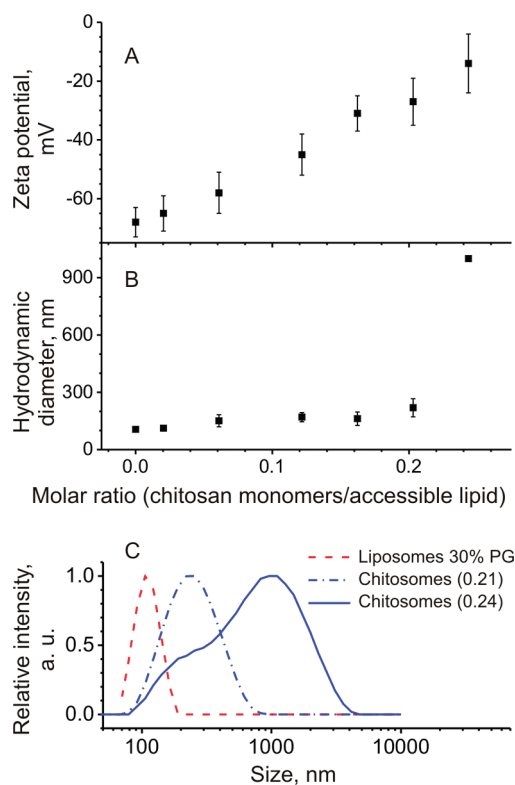 A
Zeta potential,
mV
0
-20
-40
-60
B
Hydrodynamic
diameter, nm
900
600
300
0
0.0 0.1 0.2
Molar ratio (chitosan monomers/accessible lipid)
C
Liposomes 30% PG
Chitosomes (0.21)
Chitosomes (0.24)
Relative intensity,
a. u.
1.0
0.5
0.0
100 1000 10000
Size, nm